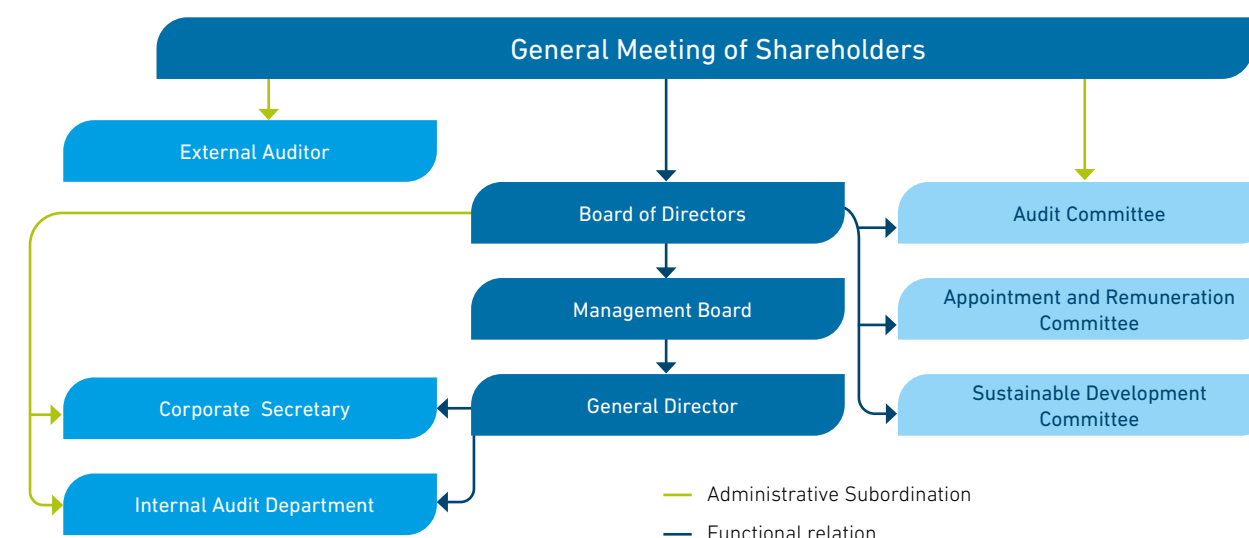 General Meeting of Shareholders
External Auditor
Board of Directors
Audit Committee
Management Board
Appointment and Remuneration
Committee
Corporate Secretary
General Director
Sustainable Development
Committee
Internal Audit Department
Administrative Subordination
Functional relation